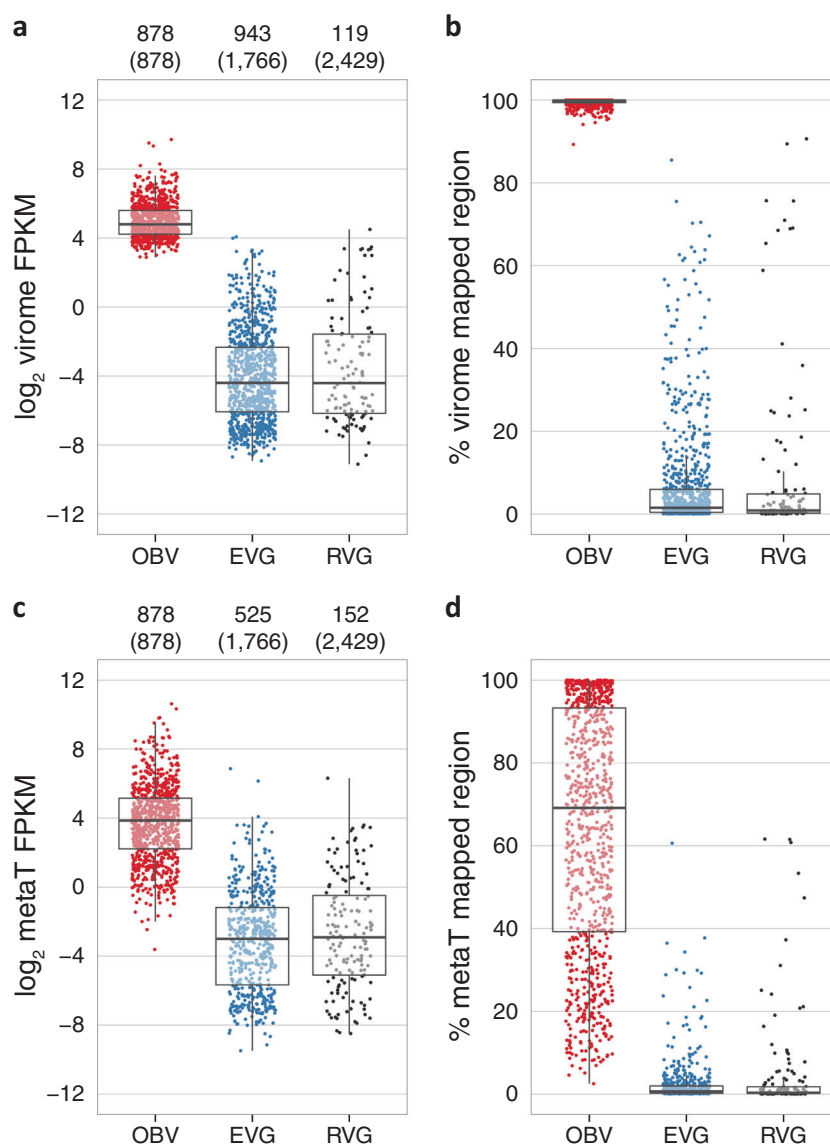 a
878 943 119
(878) (1,766) (2,429)
12
8
4
0
−4
−8
−12
log2 virome FPKM
OBV EVG RVG
b
100
80
60
40
20
0
% virome mapped region
OBV EVG RVG
c
878 525 152
(878) (1,766) (2,429)
12
8
4
0
−4
−8
−12
log2 metaT FPKM
OBV EVG RVG
d
100
80
60
40
20
0
% metaT mapped region
OBV EVG RVG